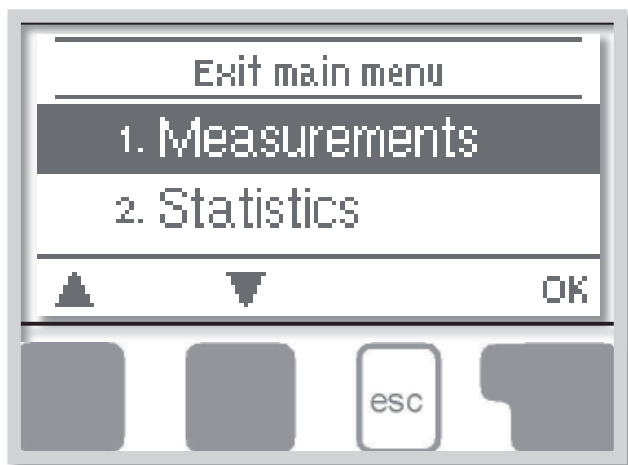 Exit main menu
1. Measurements
2. Statistics
▲ ▼ OK
esc